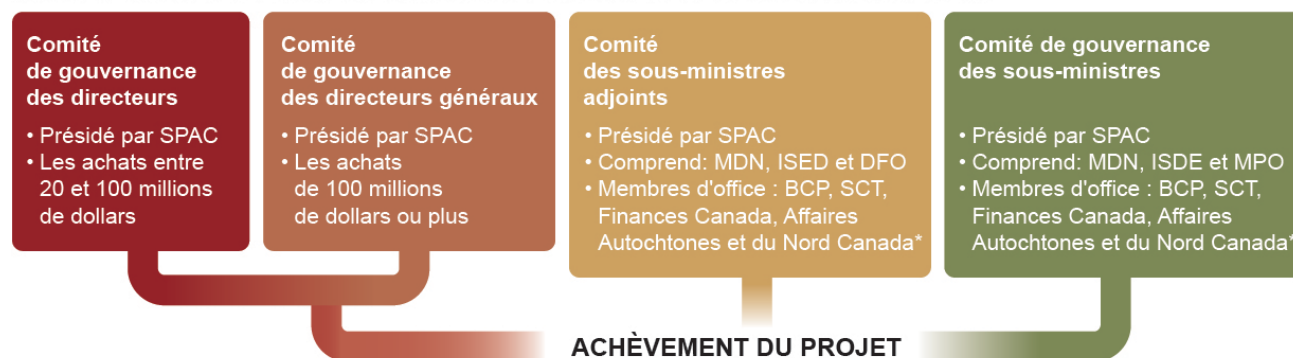 Comité
de gouvernance
des directeurs
• Présidé par SPAC
• Les achats entre
20 et 100 millions
de dollars
Comité
de gouvernance
des directeurs généraux
• Présidé par SPAC
• Les achats
de 100 millions
de dollars ou plus
Comité
des sous-ministres
adjoints
• Présidé par SPAC
• Comprend: MDN, ISED et DFO
• Membres d'office : BCP, SCT,
Finances Canada, Affaires
Autochtones et du Nord Canada*
Comité de gouvernance
des sous-ministres
• Présidé par SPAC
• Comprend: MDN, ISDE et MPO
• Membres d'office : BCP, SCT,
Finances Canada, Affaires
Autochtones et du Nord Canada*
ACHÈVEMENT DU PROJET